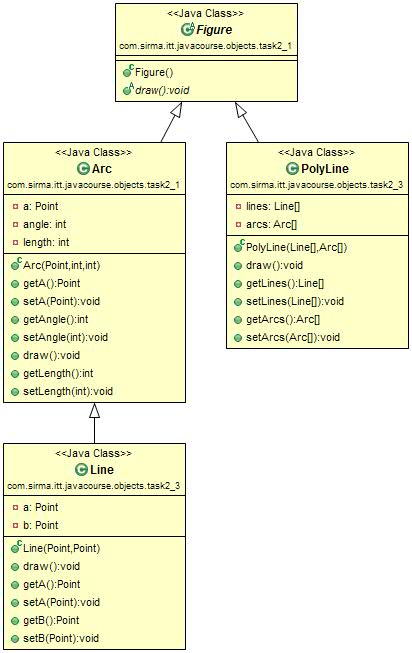 <<Java Class>>
Figure
com.sirma.itt.javacourse.objects.task2_1
Figure()
draw():void
<<Java Class>>
Arc
com.sirma.itt.javacourse.objects.task2_1
a: Point
angle: int
length: int
Arc(Point,int,int)
getA():Point
setA(Point):void
getAngle():int
setAngle(int):void
draw():void
getLength():int
setLength(int):void
<<Java Class>>
PolyLine
com.sirma.itt.javacourse.objects.task2_3
lines: Line[]
arcs: Arc[]
PolyLine(Line[],Arc[])
draw():void
getLines():Line[]
setLines(Line[]):void
getArcs():Arc[]
setArcs(Arc[]):void
<<Java Class>>
Line
com.sirma.itt.javacourse.objects.task2_3
a: Point
b: Point
Line(Point,Point)
draw():void
getA():Point
setA(Point):void
getB():Point
setB(Point):void